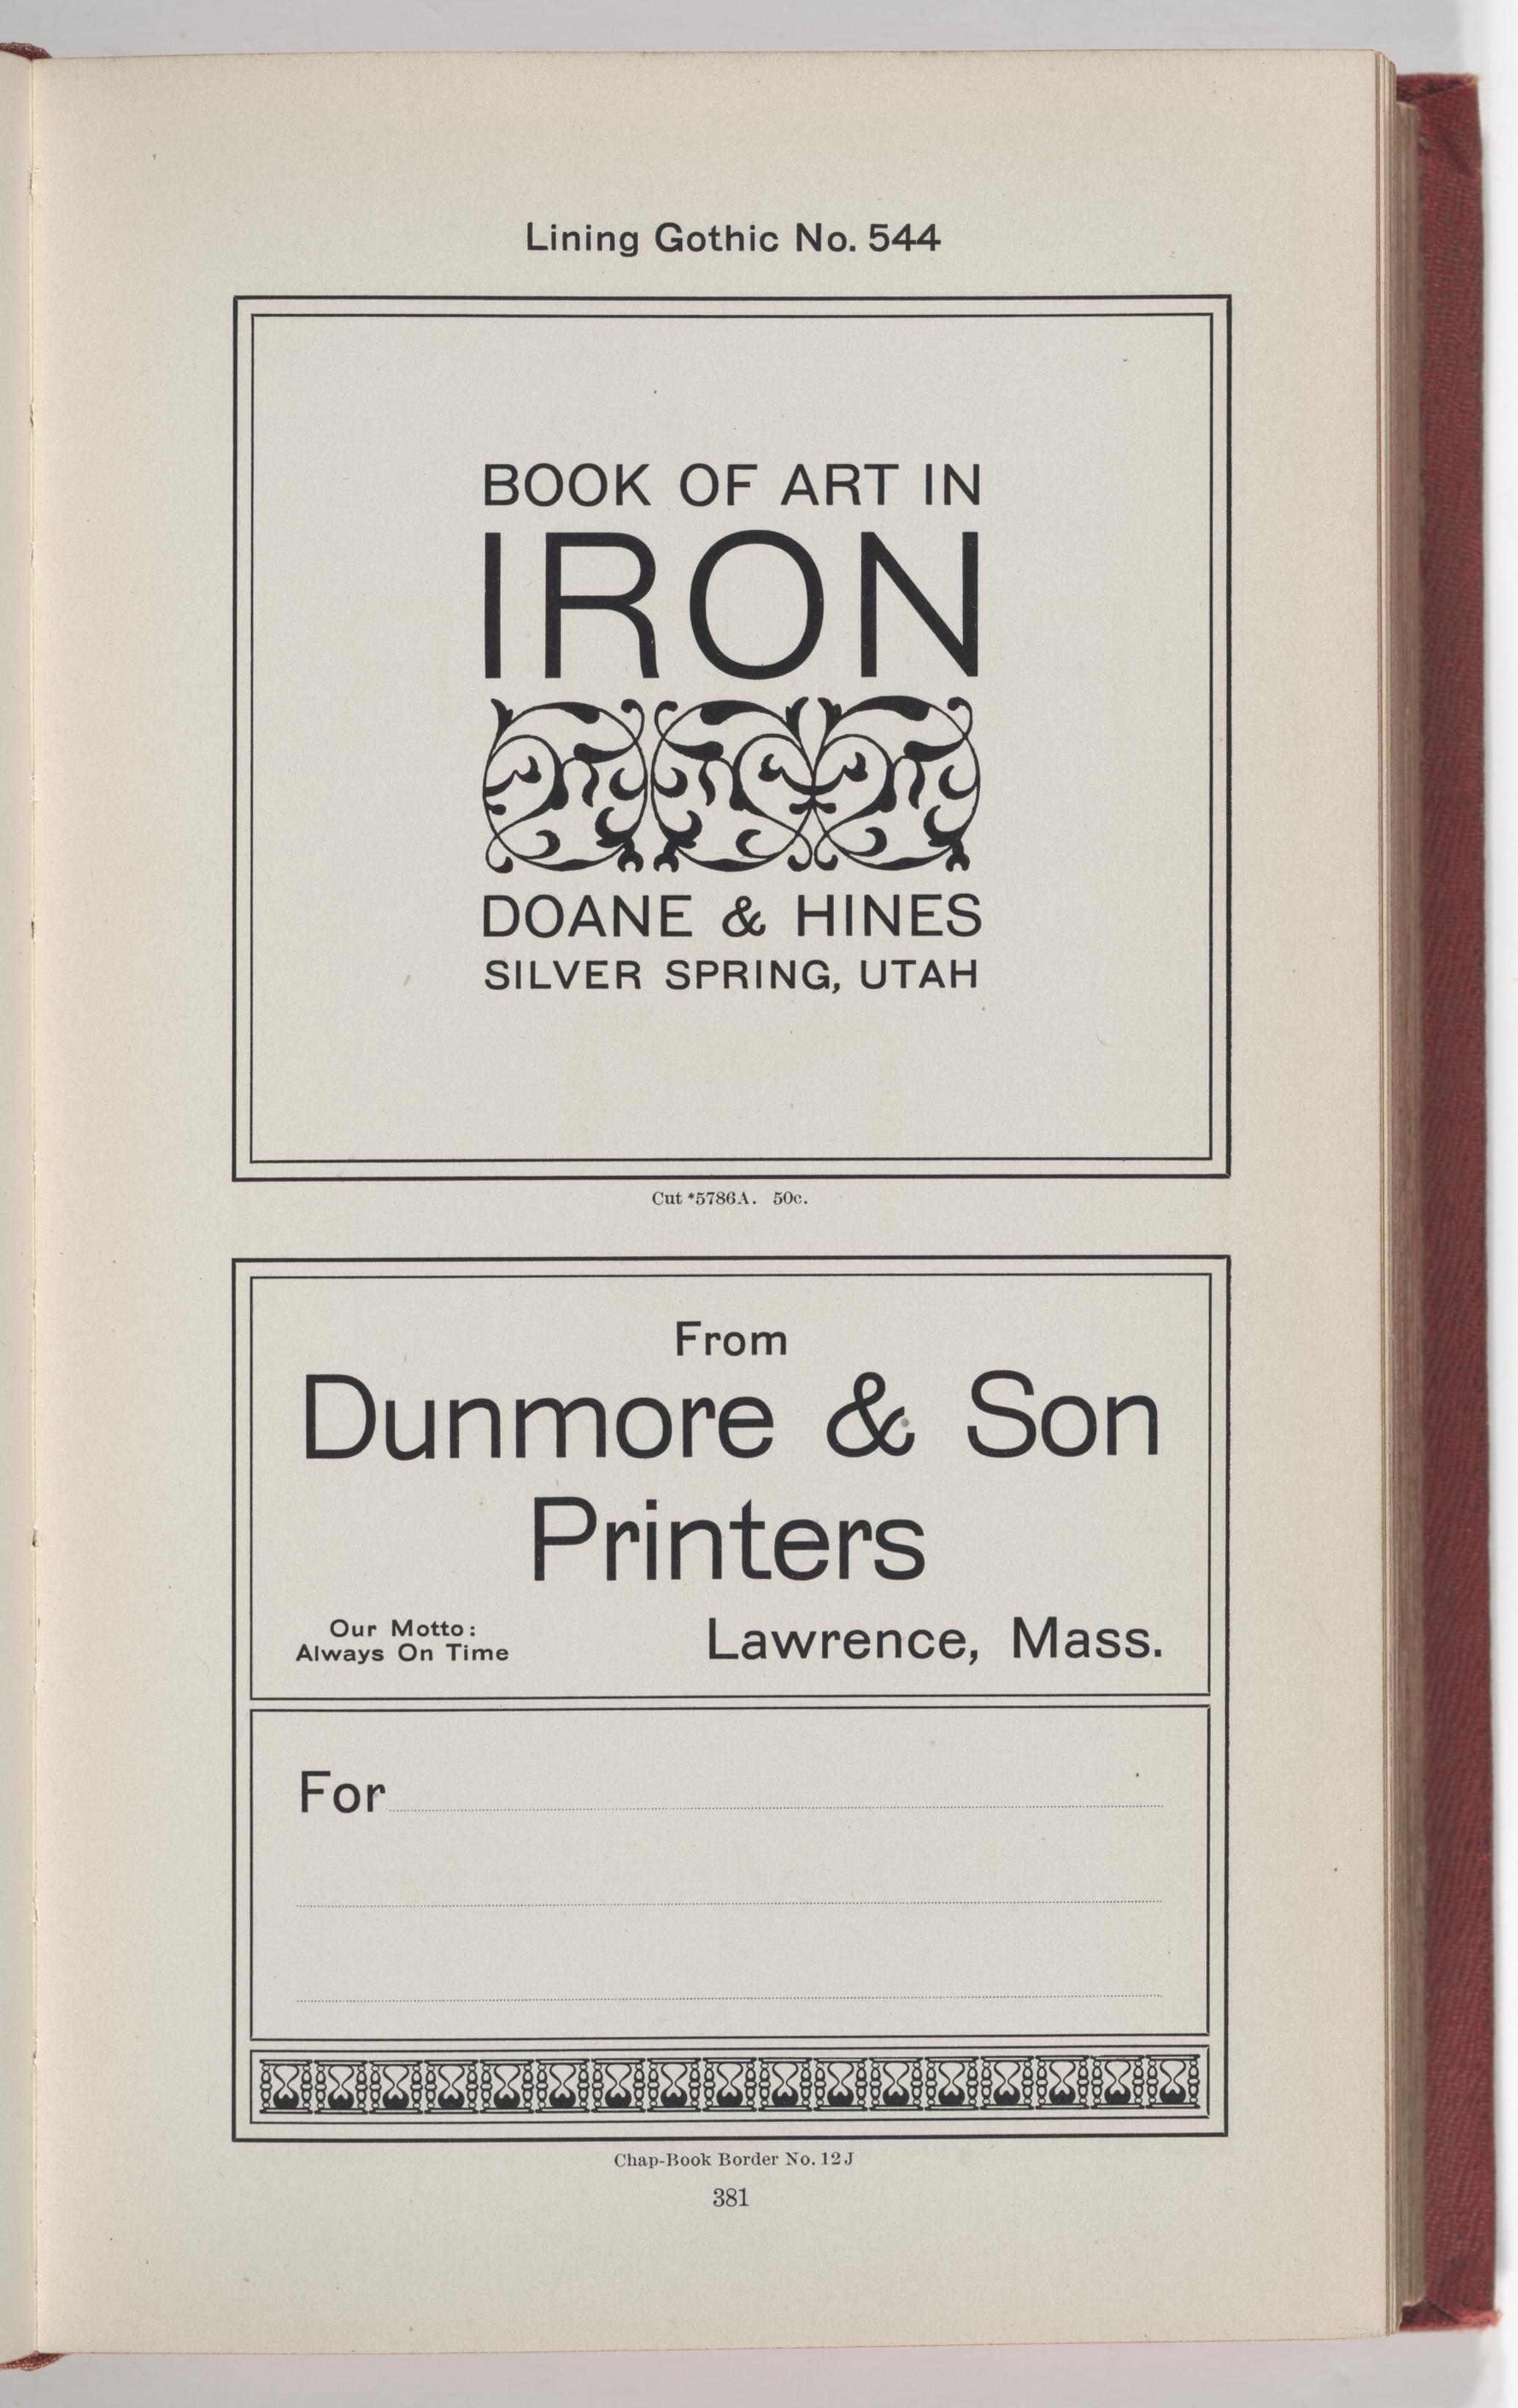 Lining Gothic No. 544
BOOK OF ART IN
IRON
DOANE & HINES
SILVER SPRING, UTAH
Cut *5786A. 50c.
From
Dunmore & Son
Printers
Our Motto:
Always On Time
Lawrence, Mass.
For
Chap-Book Border No. 12 J
381